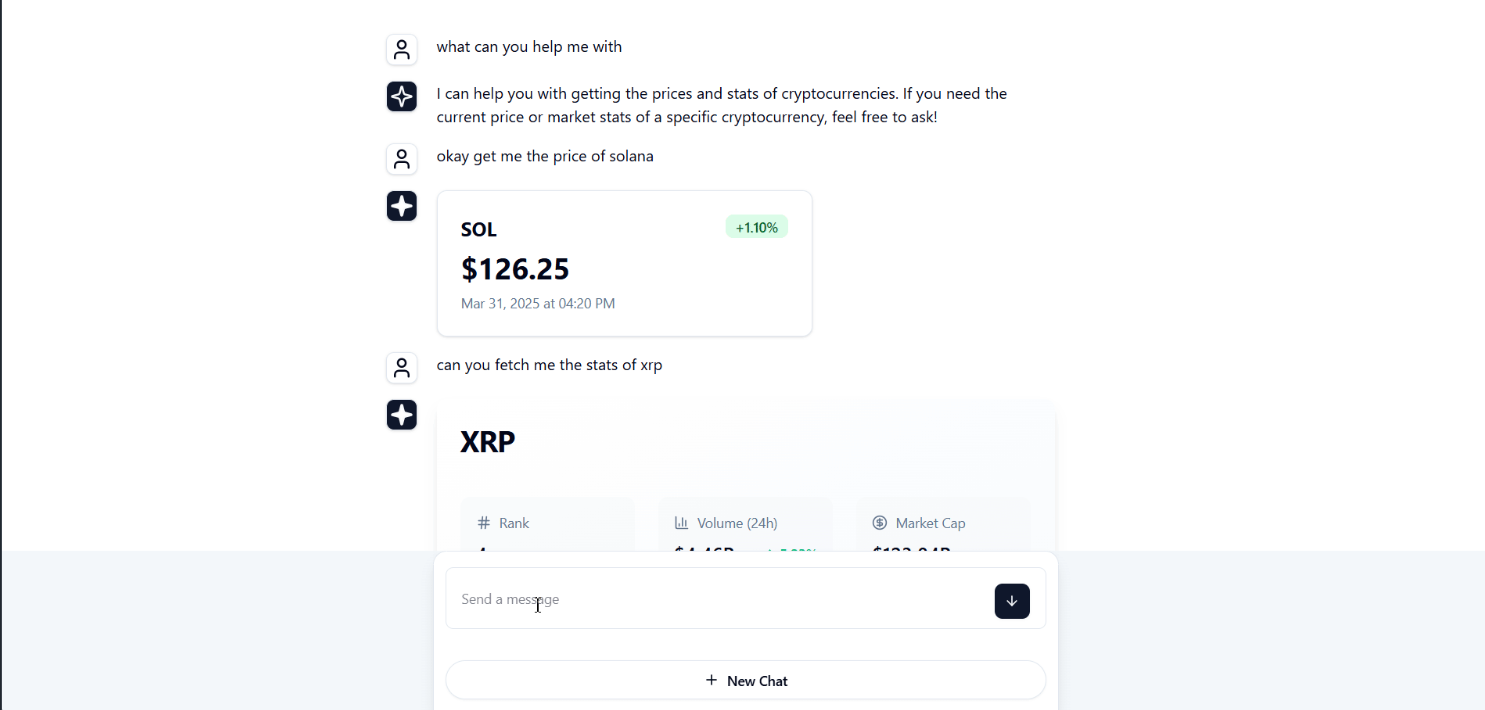 what can you help me with
I can help you with getting the prices and stats of cryptocurrencies. If you need the
current price or market stats of a specific cryptocurrency, feel free to ask!
okay get me the price of solana
SOL
+1.10%
$126.25
Mar 31, 2025 at 04:20 PM
can you fetch me the stats of xrp
XRP
# Rank
Volume (24h)
Market Cap
Send a message
+ New Chat